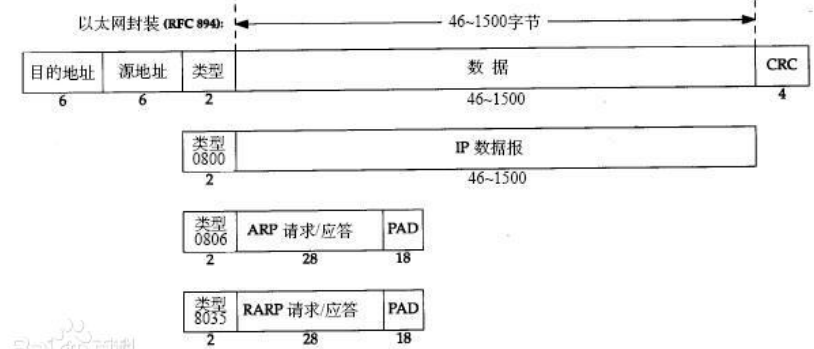 以太网封装 (RFC 894): 46~1500字节
目的地址 源地址 类型 数 据 CRC
6 6 2 46~1500 4
类型 0800 IP 数据报
2 46~1500
类型 0806 ARP 请求/应答 PAD
2 28 18
类型 8035 RARP 请求/应答 PAD
2 28 18